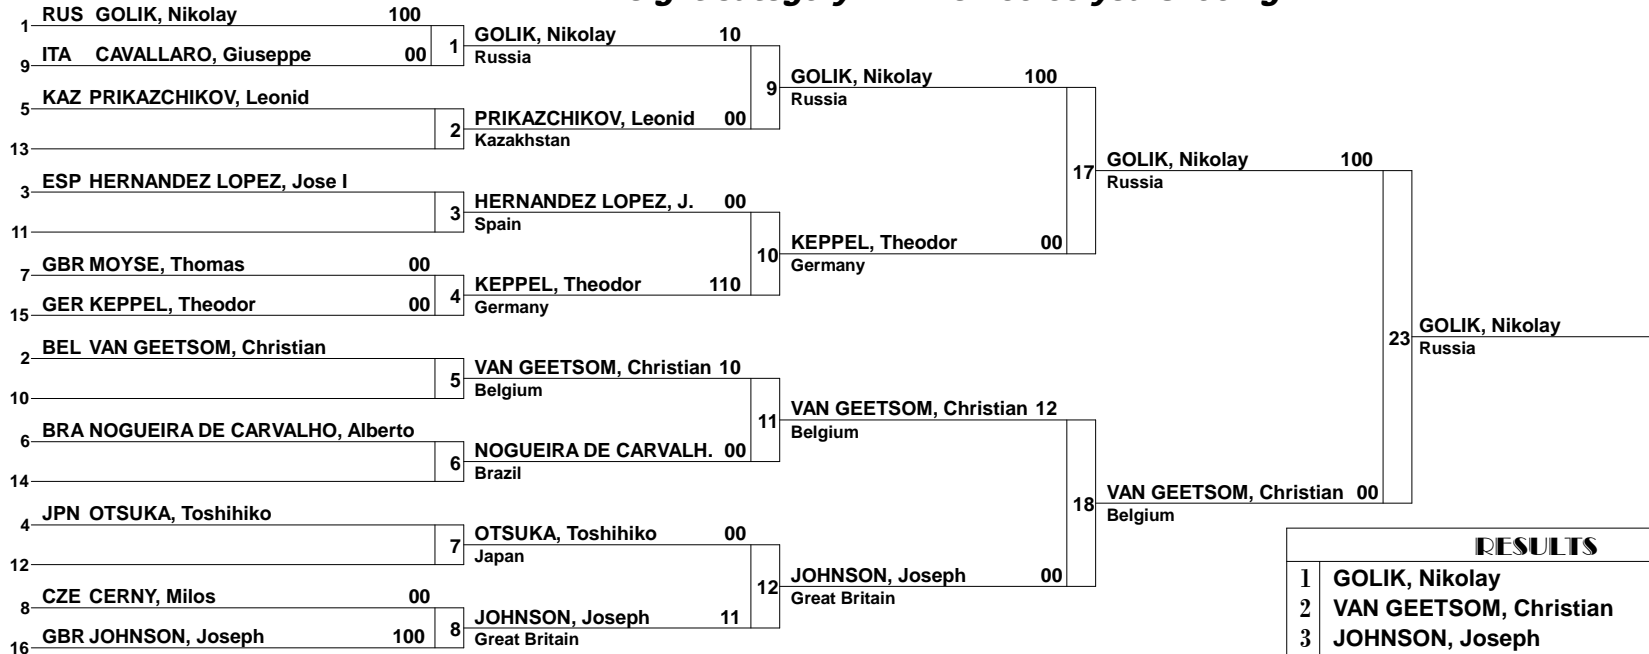 1 RUS GOLIK, Nikolay 100
9 ITA CAVALLARO, Giuseppe 00
1 GOLIK, Nikolay 10
Russia
5 KAZ PRIKAZCHIKOV, Leonid
13
2 PRIKAZCHIKOV, Leonid 00
Kazakhstan
9 GOLIK, Nikolay 100
Russia
3 ESP HERNANDEZ LOPEZ, Jose I
11
3 HERNANDEZ LOPEZ, J. 00
Spain
7 GBR MOYSE, Thomas 00
15 GER KEPPEL, Theodor 00
4 KEPPEL, Theodor 110
Germany
10 KEPPEL, Theodor 00
Germany
17 GOLIK, Nikolay 100
Russia
2 BEL VAN GEETSOM, Christian
10
5 VAN GEETSOM, Christian 10
Belgium
6 BRA NOGUEIRA DE CARVALHO, Alberto
14
6 NOGUEIRA DE CARVALH. 00
Brazil
11 VAN GEETSOM, Christian 12
Belgium
4 JPN OTSUKA, Toshihiko
12
7 OTSUKA, Toshihiko 00
Japan
8 CZE CERNY, Milos 00
16 GBR JOHNSON, Joseph 100
8 JOHNSON, Joseph 11
Great Britain
12 JOHNSON, Joseph 00
Great Britain
18 VAN GEETSOM, Christian 00
Belgium
23 GOLIK, Nikolay
Russia
RESULTS
1 GOLIK, Nikolay
2 VAN GEETSOM, Christian
3 JOHNSON, Joseph